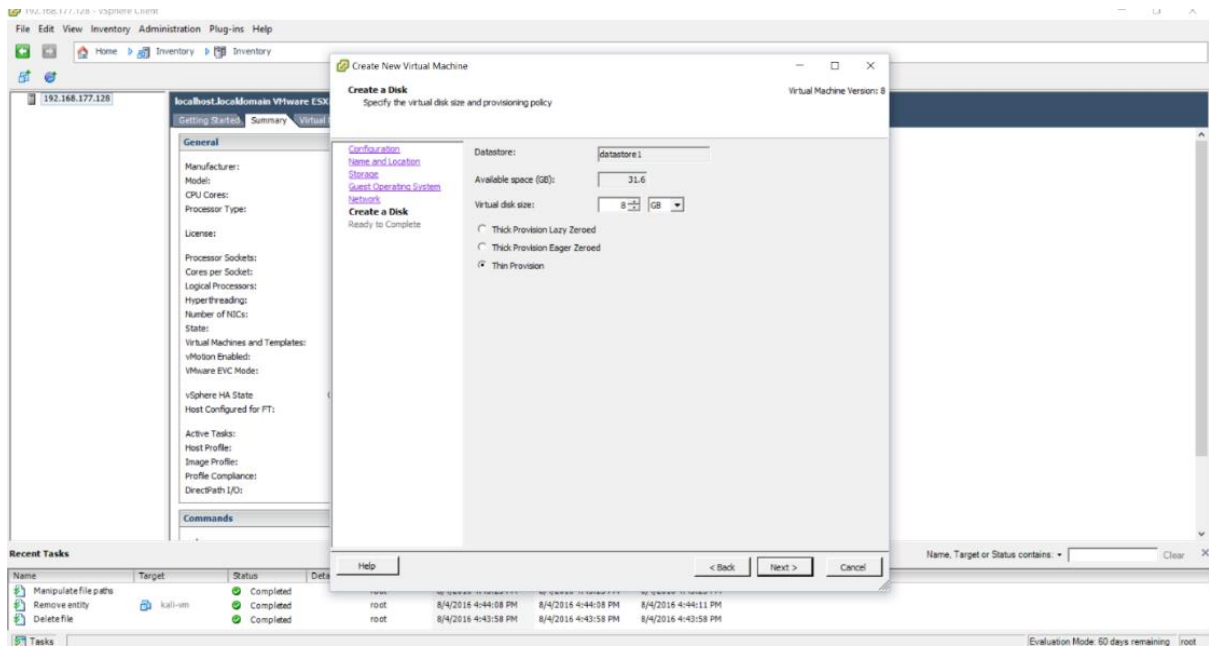 192.168.177.128 - vSphere Client
File Edit View Inventory Administration Plug-ins Help
Home Inventory Inventory
192.168.177.128
localhost.localdomain VMware ESX
Getting Started Summary Virtual
General
Manufacturer:
Model:
CPU Cores:
Processor Type:
License:
Processor Sockets:
Cores per Socket:
Logical Processors:
Hyperthreading:
Number of NICs:
State:
Virtual Machines and Templates:
vMotion Enabled:
VMware EVC Mode:
vSphere HA State
Host Configured for FT:
Active Tasks:
Host Profile:
Image Profile:
Profile Compliance:
DirectPath I/O:
Commands
Create New Virtual Machine
Create a Disk
Specify the virtual disk size and provisioning policy
Virtual Machine Version: 8
Configuration
Name and Location
Storage
Guest Operating System
Network
Create a Disk
Ready to Complete
Datastore: datastore1
Available space (GB): 31.6
Virtual disk size: 8 GB
Thick Provision Lazy Zeroed
Thick Provision Eager Zeroed
Thin Provision
Help < Back Next > Cancel
Recent Tasks
Name, Target or Status contains: Clear
Name Target Status Deta
Manipulate file paths Completed
Remove entity kali-vm Completed root 8/4/2016 4:44:08 PM 8/4/2016 4:44:08 PM 8/4/2016 4:44:11 PM
Delete file Completed root 8/4/2016 4:43:58 PM 8/4/2016 4:43:58 PM 8/4/2016 4:43:58 PM
Tasks Evaluation Mode: 60 days remaining root